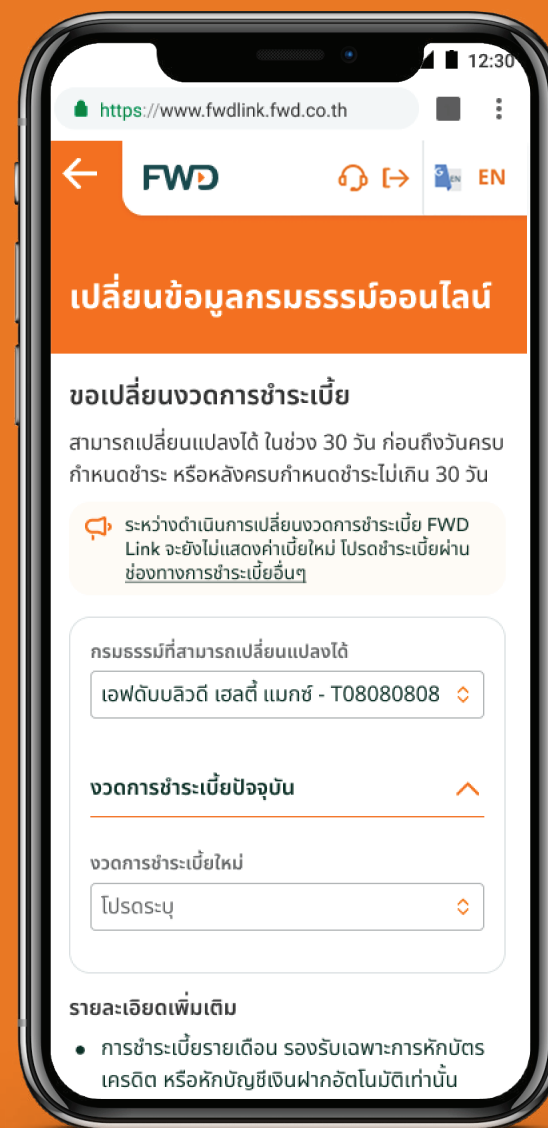 12:30
https://www.fwdlink.fwd.co.th
FWD
G EN
EN
เปลี่ยนข้อมูลกรมธรรม์ออนไลน์
ขอเปลี่ยนงวดการชำระเบี้ย
สามารถเปลี่ยนแปลงได้ ในช่วง 30 วัน ก่อนถึงวันครบ
กำหนดชำระ หรือหลังครบกำหนดชำระไม่เกิน 30 วัน
ระหว่างดำเนินการเปลี่ยนงวดการชำระเบี้ย FWD
Link จะยังไม่แสดงค่าเบี้ยใหม่ โปรดชำระเบี้ยผ่าน
ช่องทางการชำระเบี้ยอื่นๆ
กรมธรรม์ที่สามารถเปลี่ยนแปลงได้
เอฟดับบลิวดี เฮลตี้ แมกซ์ - T08080808
งวดการชำระเบี้ยปัจจุบัน
งวดการชำระเบี้ยใหม่
โปรดระบุ
รายละเอียดเพิ่มเติม
• การชำระเบี้ยรายเดือน รองรับเฉพาะการหักบัตร
เครดิต หรือหักบัญชีเงินฝากอัตโนมัติเท่านั้น